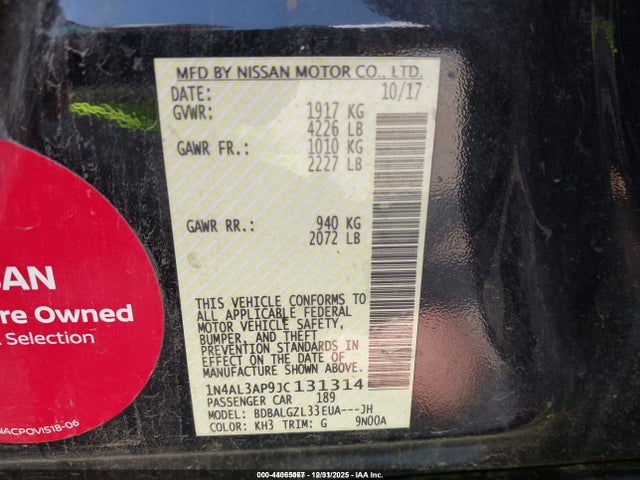 MFD BY NISSAN MOTOR CO., LTD.
DATE: 10/17
GVWR: 1917 KG
4226 LB
GAWR FR.: 1010 KG
2227 LB
GAWR RR.: 940 KG
2072 LB
THIS VEHICLE CONFORMS TO
ALL APPLICABLE FEDERAL
MOTOR VEHICLE SAFETY,
BUMPER, AND THEFT
PREVENTION STANDARDS
IN EFFECT ON THE DATE OF
MANUFACTURE SHOWN ABOVE.
1N4AL3AP9JC131314
PASSENGER CAR 189
MODEL: BDBALGZL33EUA---JH
COLOR: KH3 TRIM: G 9N00A
SAN
re Owned
Selection
NACPOVIS18-06
00-44065067 - 12/31/2025 - IAA Inc.